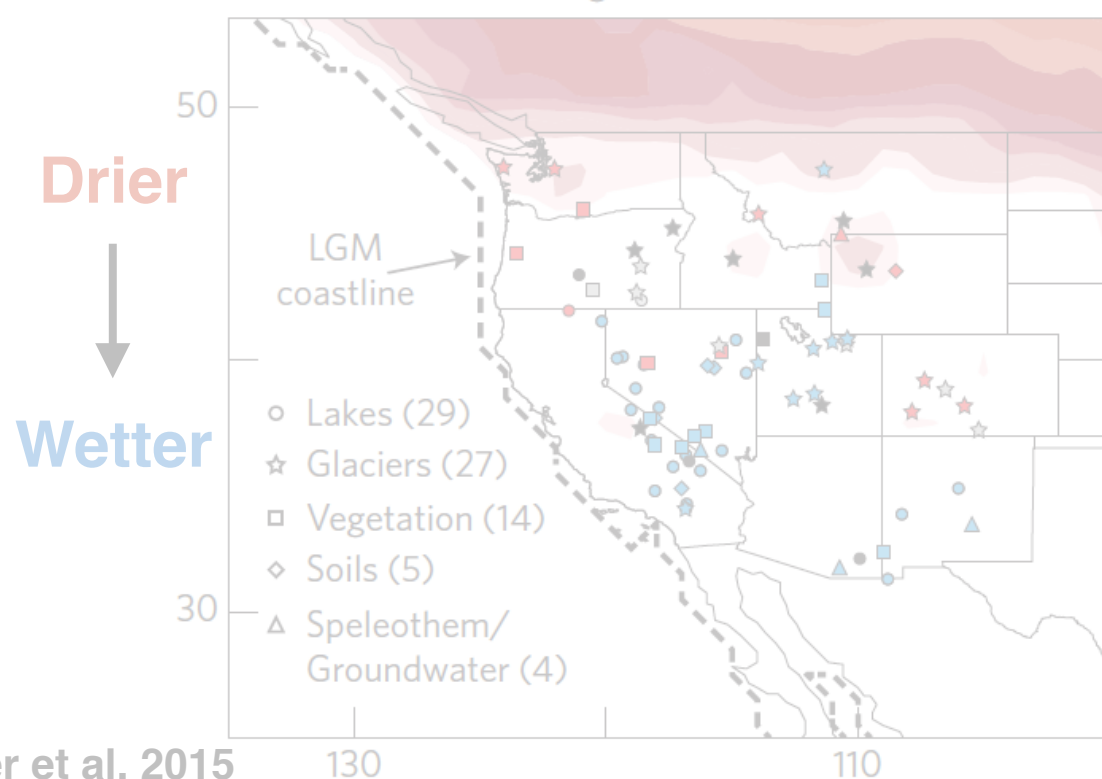 50
Drier
LGM
coastline
Wetter
Lakes (29)
Glaciers (27)
Vegetation (14)
Soils (5)
30
Speleothem/
Groundwater (4)
er et al. 2015
130
110